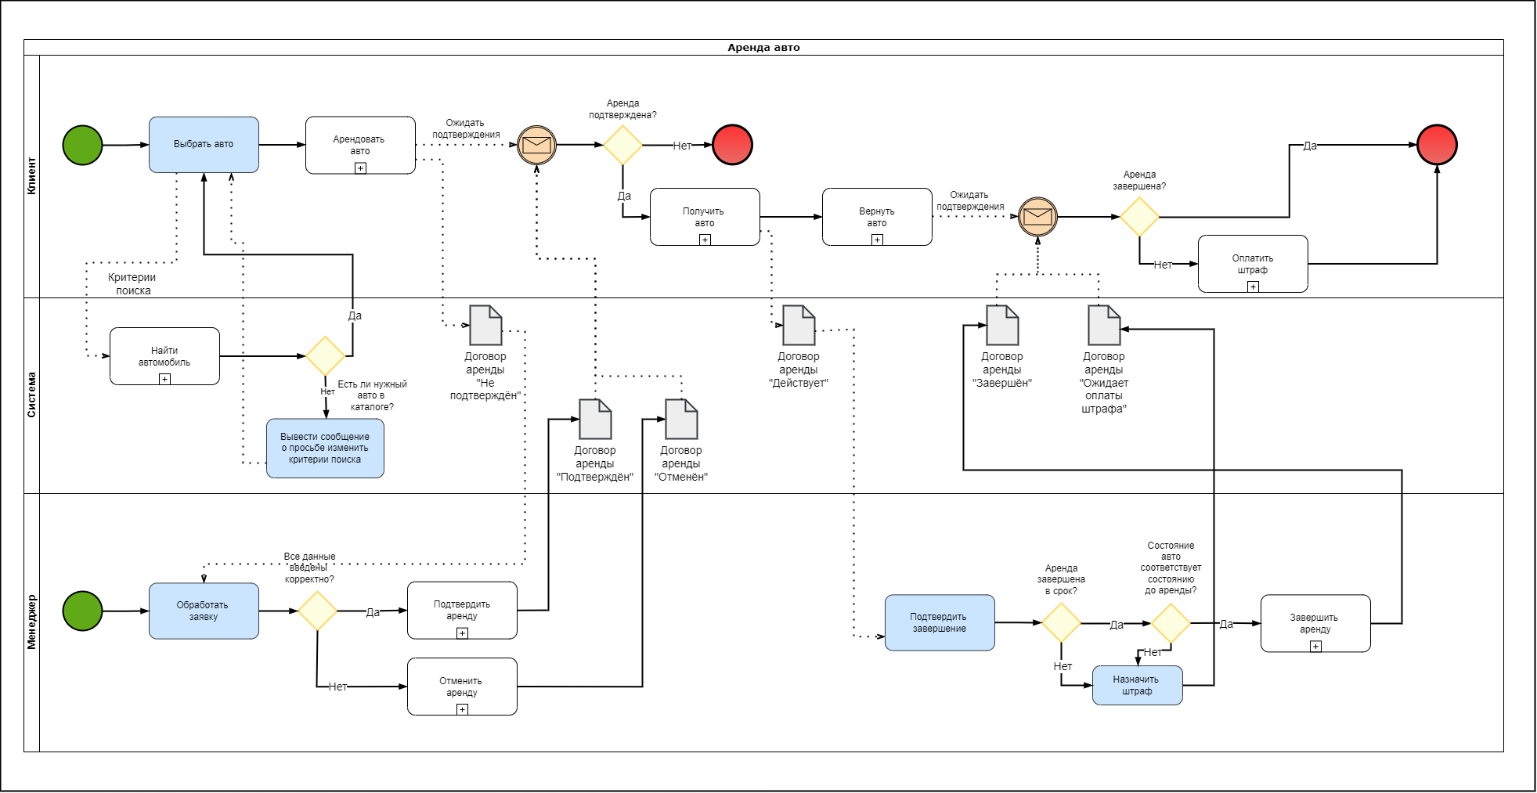 Аренда авто
Клиент
Выбрать авто
Арендовать
авто
Ожидать
подтверждения
Аренда
подтверждена?
Нет
Да
Получить
авто
Вернуть
авто
Ожидать
подтверждения
Аренда
завершена?
Да
Нет
Оплатить
штраф
Критерии
поиска
Система
Найти
автомобиль
Да
Нет
Есть ли нужный
авто в
каталоге?
Вывести сообщение
о просьбе изменить
критерии поиска
Договор
аренды
"Не
подтверждён"
Договор
аренды
"Подтверждён"
Договор
аренды
"Отменён"
Договор
аренды
"Действует"
Договор
аренды
"Завершён"
Договор
аренды
"Ожидает
оплаты
штрафа"
Менеджер
Обработать
заявку
Все данные
введены
корректно?
Да
Нет
Подтвердить
аренду
Отменить
аренду
Подтвердить
завершение
Аренда
завершена
в срок?
Да
Нет
Состояние
авто
соответствует
состоянию
до аренды?
Да
Нет
Назначить
штраф
Завершить
аренду